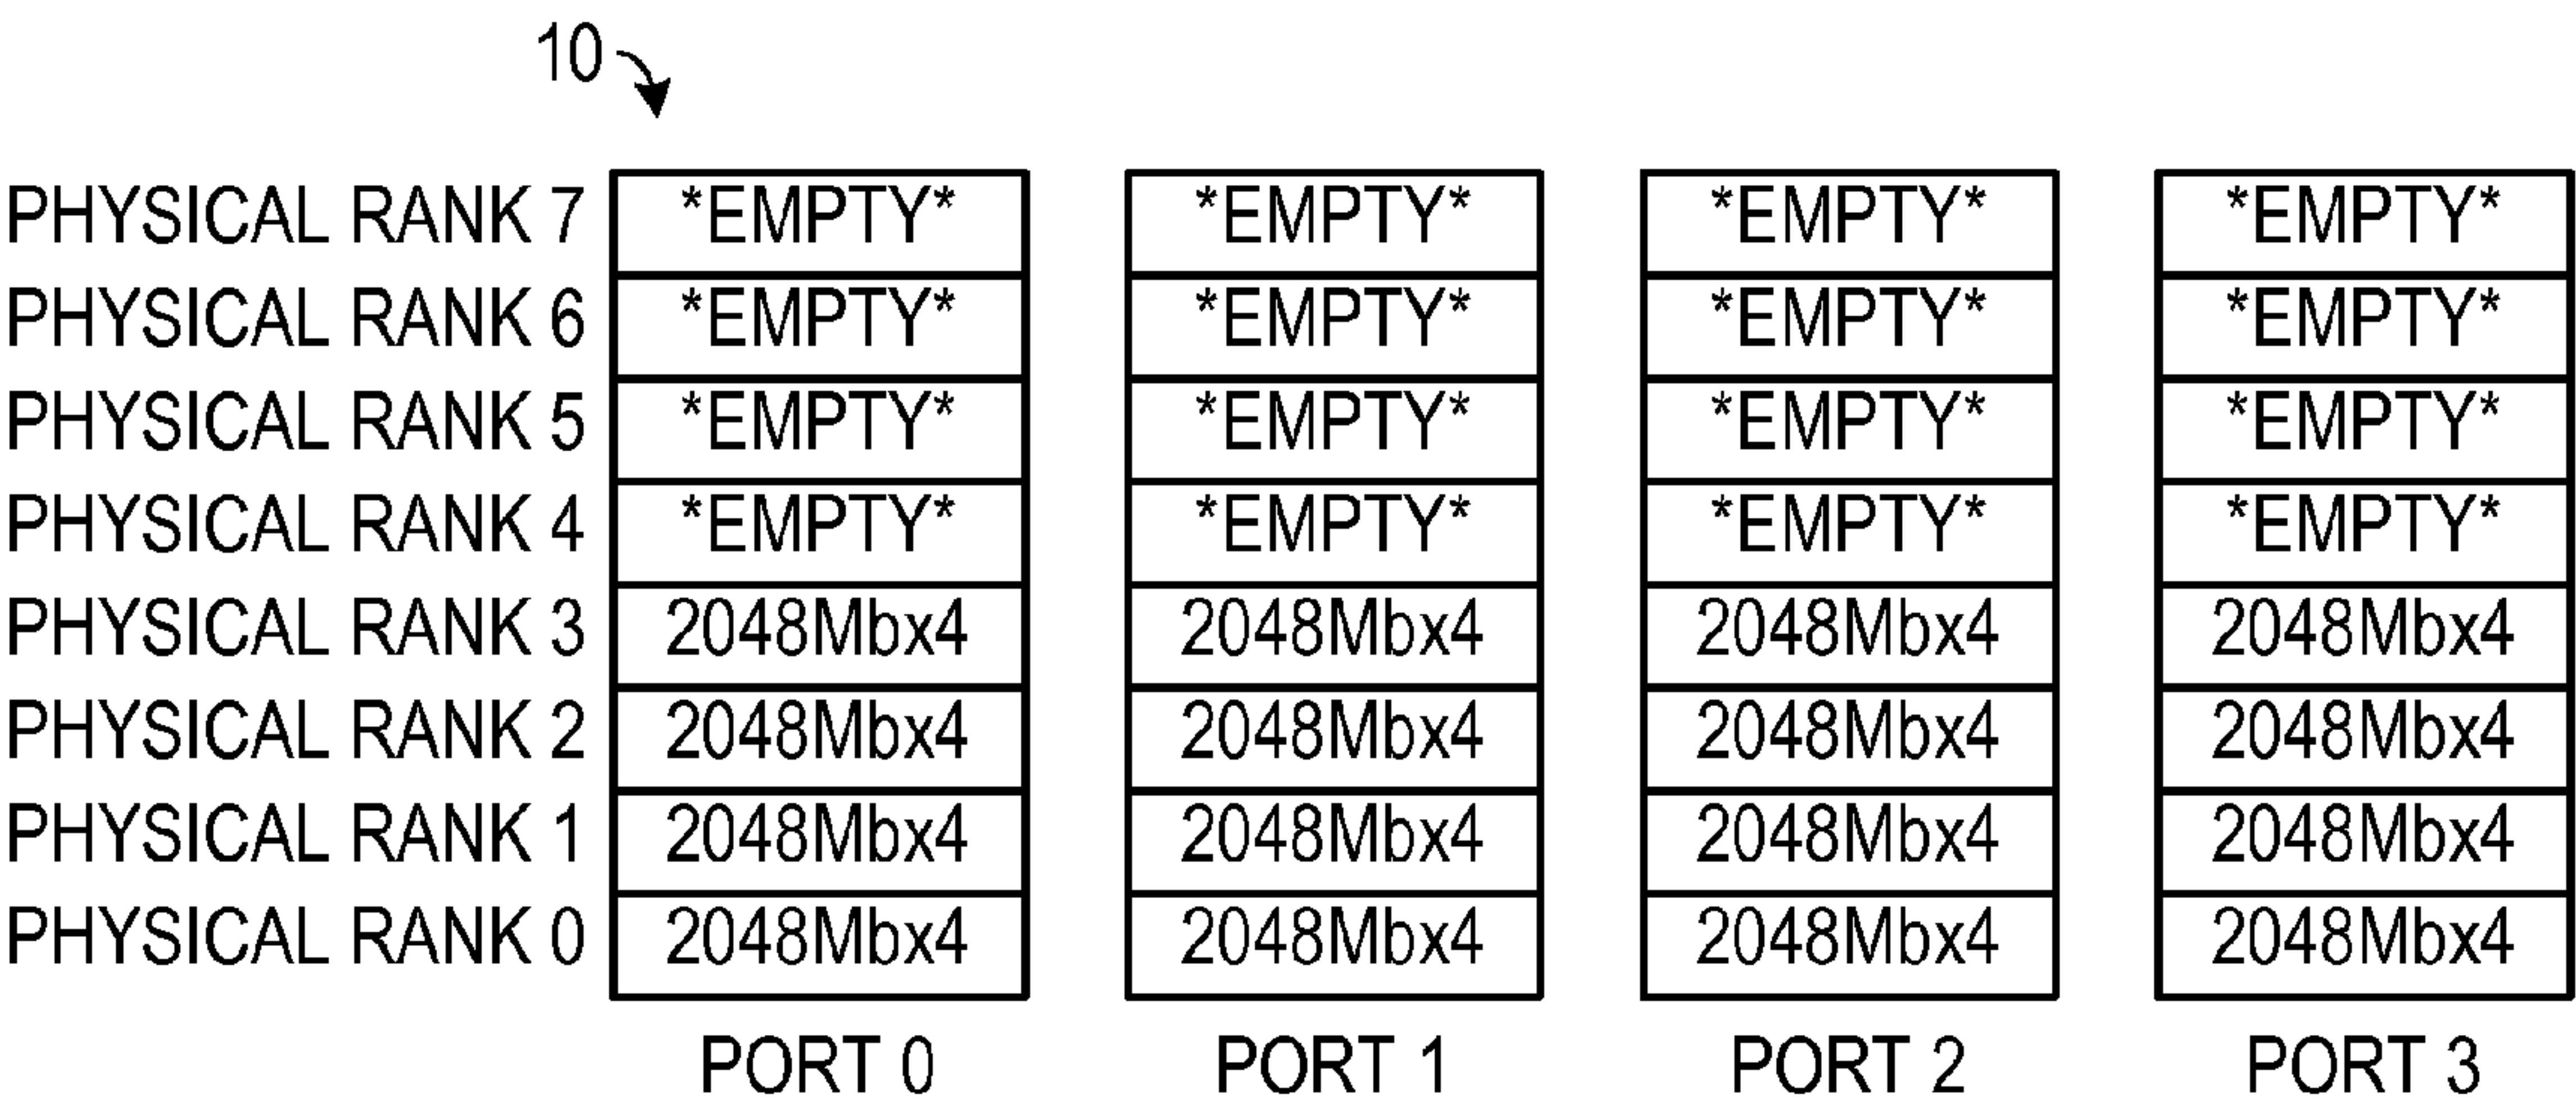 10
PHYSICAL RANK 7 *EMPTY* *EMPTY* *EMPTY* *EMPTY*
PHYSICAL RANK 6 *EMPTY* *EMPTY* *EMPTY* *EMPTY*
PHYSICAL RANK 5 *EMPTY* *EMPTY* *EMPTY* *EMPTY*
PHYSICAL RANK 4 *EMPTY* *EMPTY* *EMPTY* *EMPTY*
PHYSICAL RANK 3 2048Mbx4 2048Mbx4 2048Mbx4 2048Mbx4
PHYSICAL RANK 2 2048Mbx4 2048Mbx4 2048Mbx4 2048Mbx4
PHYSICAL RANK 1 2048Mbx4 2048Mbx4 2048Mbx4 2048Mbx4
PHYSICAL RANK 0 2048Mbx4 2048Mbx4 2048Mbx4 2048Mbx4
PORT 0 PORT 1 PORT 2 PORT 3